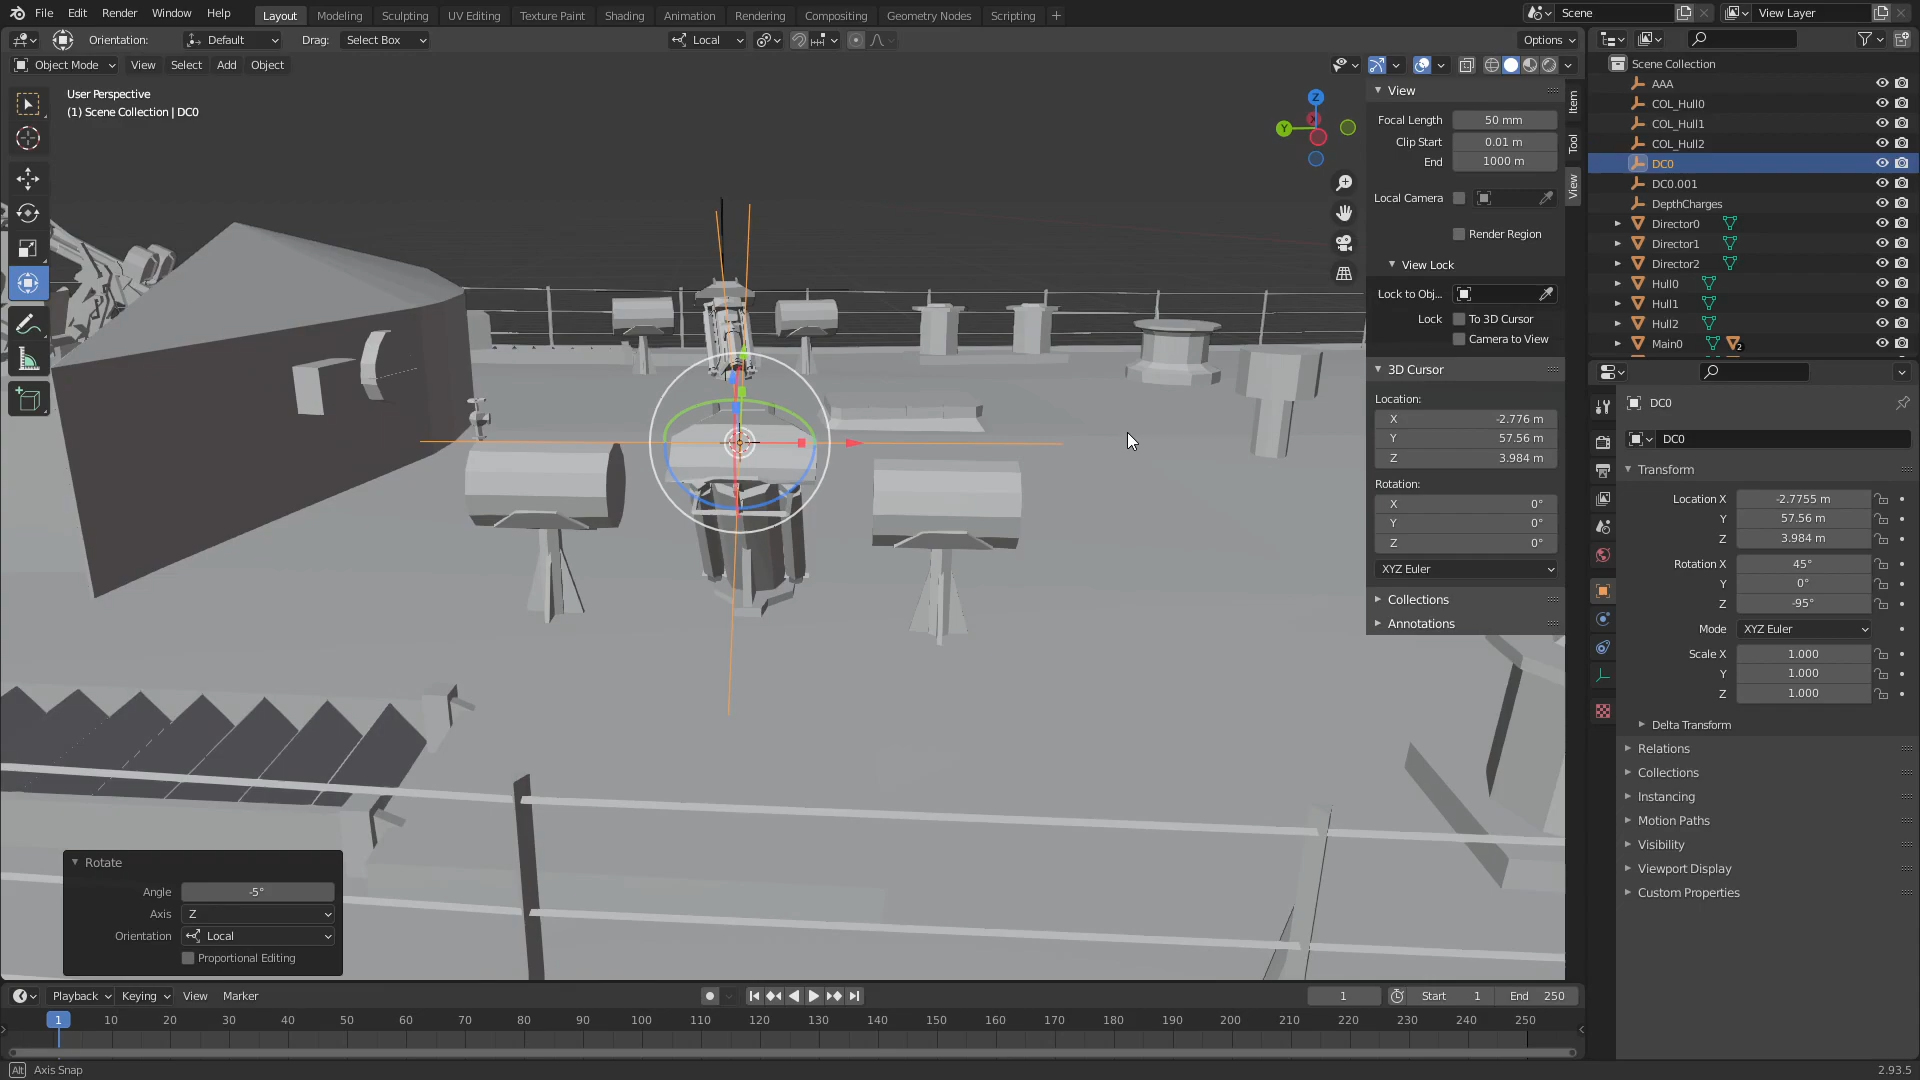 File Edit Render Window Help Layout Modeling Sculpting UV Editing Texture Paint Shading Animation Rendering Compositing Geometry Nodes Scripting + Scene View Layer
Orientation: Default Drag: Select Box Local Options
Object Mode View Select Add Object
User Perspective
(1) Scene Collection | DC0
Z
Y
X
View
Focal Length 50 mm
Clip Start 0.01 m
End 1000 m
Local Camera
Render Region
View Lock
Lock to Obj...
Lock To 3D Cursor
Camera to View
3D Cursor
Location:
X -2.776 m
Y 57.56 m
Z 3.984 m
Rotation:
X 0°
Y 0°
Z 0°
XYZ Euler
Collections
Annotations
Item
Tool
View
Scene Collection
AAA
COL_Hull0
COL_Hull1
COL_Hull2
DC0
DC0.001
DepthCharges
Director0
Director1
Director2
Hull0
Hull1
Hull2
Main0 2
DC0
DC0
Transform
Location X -2.7755 m
Y 57.56 m
Z 3.984 m
Rotation X 45°
Y 0°
Z -95°
Mode XYZ Euler
Scale X 1.000
Y 1.000
Z 1.000
Delta Transform
Relations
Collections
Instancing
Motion Paths
Visibility
Viewport Display
Custom Properties
Rotate
Angle -5°
Axis Z
Orientation Local
Proportional Editing
Playback Keying View Marker 1 Start 1 End 250
1 10 20 30 40 50 60 70 80 90 100 110 120 130 140 150 160 170 180 190 200 210 220 230 240 250
Alt Axis Snap 2.93.5